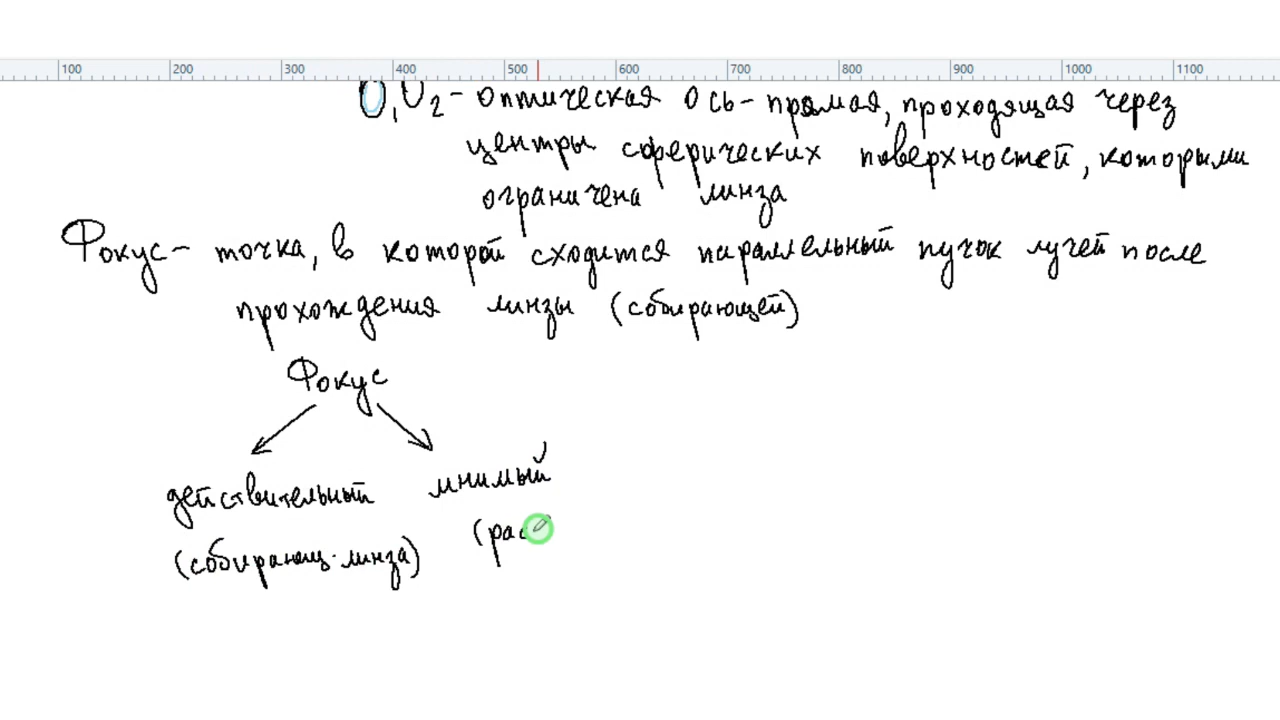 100 200 300 400 500 600 700 800 900 1000 1100
O1O2 - оптическая ось - прямая, проходящая через
центры сферических поверхностей, которыми
ограничена линза
Фокус - точка, в которой сходится параллельный пучок лучей после
прохождения линзы (собирающей)
Фокус
действительный мнимый
(собирающ. линза) (рас